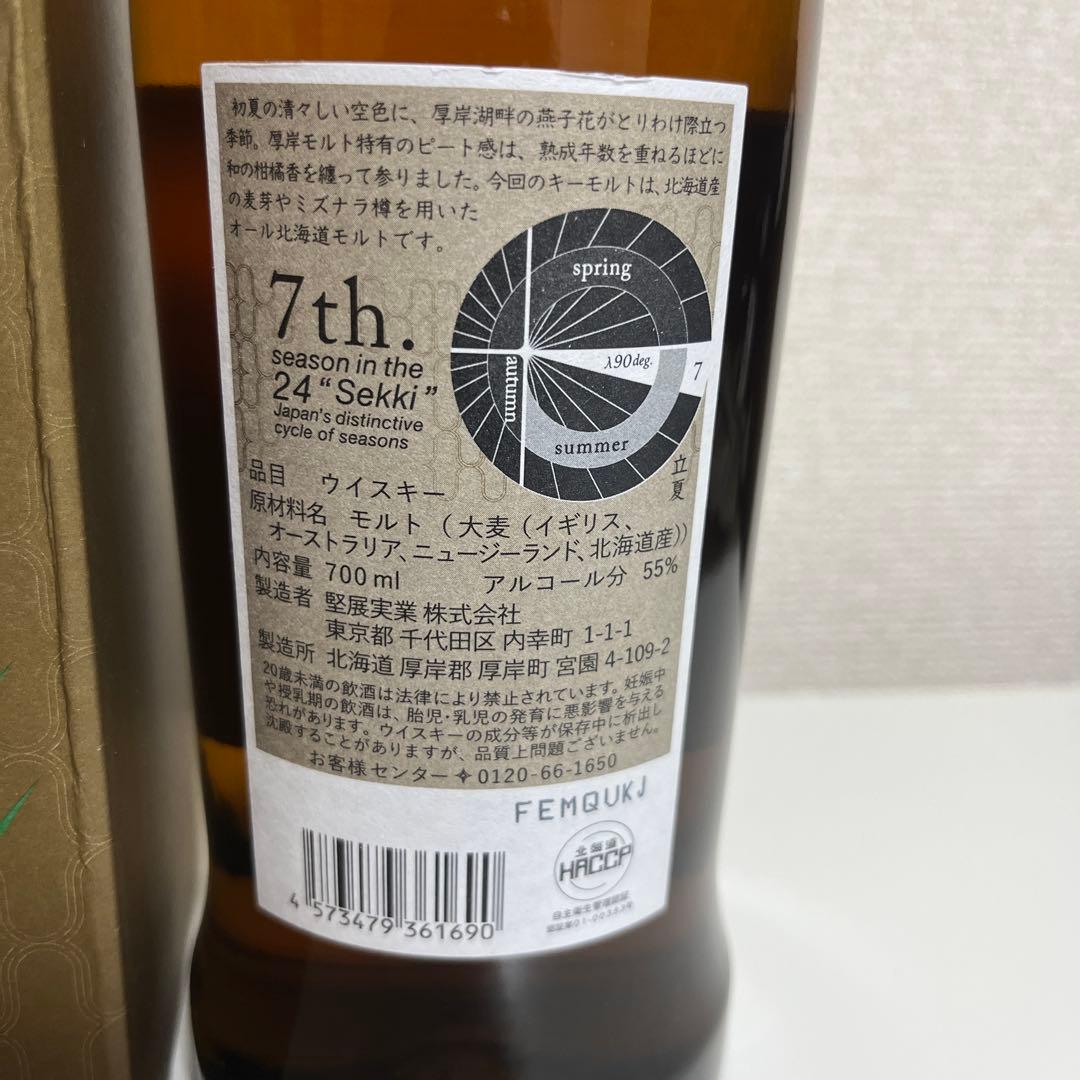 初夏の清々しい空色に、厚岸湖畔の燕子花がとりわけ際立つ
季節。厚岸モルト特有のピート感は、熟成年数を重ねるほどに
和の柑橘香を纏って参りました。今回のキーモルトは、北海道産
の麦芽やミズナラ樽を用いた
オール北海道モルトです。
spring
λ90deg.
7
autumn
summer
立夏
7th.
season in the
24 “Sekki”
Japan's distinctive
cycle of seasons
品目 ウイスキー
原材料名 モルト（大麦（イギリス、
オーストラリア、ニュージーランド、北海道産））
内容量 700ml アルコール分 55%
製造者 堅展実業 株式会社
東京都 千代田区 内幸町 1-1-1
製造所 北海道 厚岸郡 厚岸町 宮園 4-109-2
20歳未満の飲酒は法律により禁止されています。妊娠中
や授乳期の飲酒は、胎児・乳児の発育に悪影響を与える
恐れがあります。ウイスキーの成分等が保存中に析出し
沈殿することがありますが、品質上問題ございません。
お客様センター✦0120-66-1650
FEMQUKJ
北海道
HACCP
自主衛生管理認証
4 573479 361690